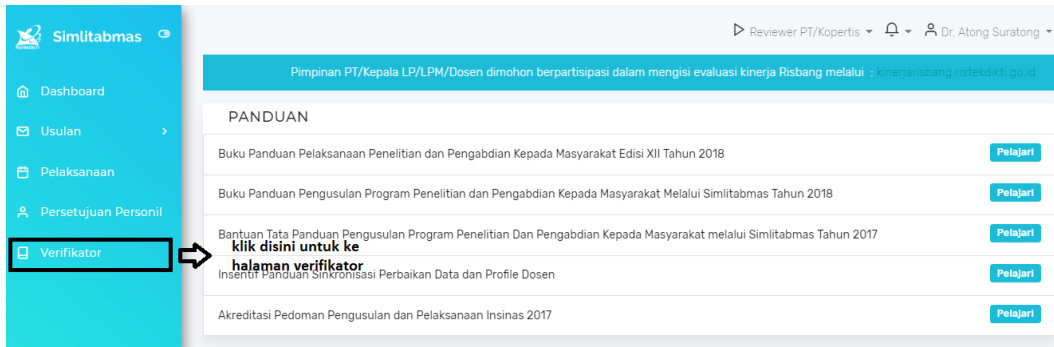 Simlitabmas
Reviewer PT/Kopertis
Dr. Atong Suratong
Pimpinan PT/Kepala LP/LPM/Dosen dimohon berpartisipasi dalam mengisi evaluasi kinerja Risbang melalui : kinerjarisbang.ristekdikti.go.id
Dashboard
Usulan
Pelaksanaan
Persetujuan Personil
Verifikator
PANDUAN
Buku Panduan Pelaksanaan Penelitian dan Pengabdian Kepada Masyarakat Edisi XII Tahun 2018
Pelajari
Buku Panduan Pengusulan Program Penelitian dan Pengabdian Kepada Masyarakat Melalui Simlitabmas Tahun 2018
Pelajari
Bantuan Tata Panduan Pengusulan Program Penelitian Dan Pengabdian Kepada Masyarakat melalui Simlitabmas Tahun 2017
Pelajari
klik disini untuk ke
halaman verifikator
Insentif Panduan Sinkronisasi Perbaikan Data dan Profile Dosen
Pelajari
Akreditasi Pedoman Pengusulan dan Pelaksanaan Insinas 2017
Pelajari